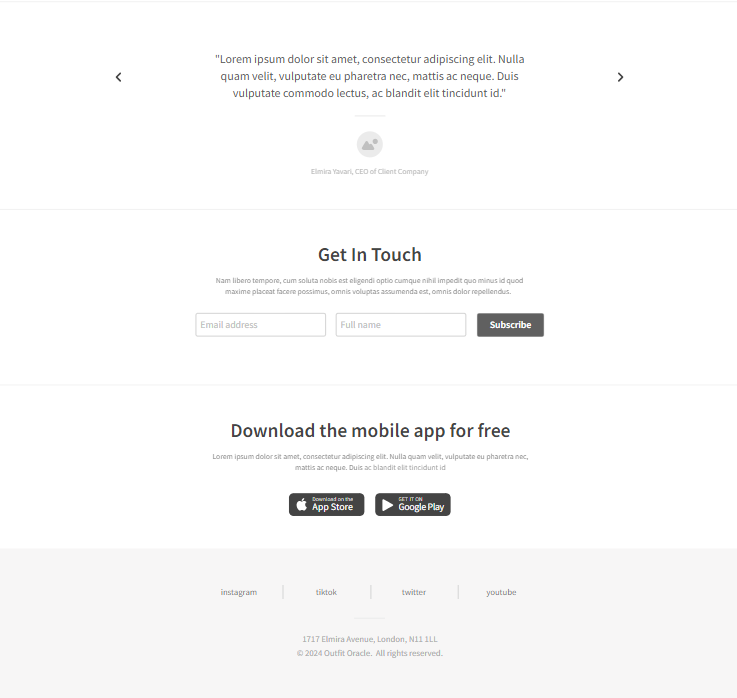 "Lorem ipsum dolor sit amet, consectetur adipiscing elit. Nulla
quam velit, vulputate eu pharetra nec, mattis ac neque. Duis
vulputate commodo lectus, ac blandit elit tincidunt id."
Elmira Yavari, CEO of Client Company
Get In Touch
Nam libero tempore, cum soluta nobis est eligendi optio cumque nihil impedit quo minus id quod
maxime placeat facere possimus, omnis voluptas assumenda est, omnis dolor repellendus.
Email address
Full name
Subscribe
Download the mobile app for free
Lorem ipsum dolor sit amet, consectetur adipiscing elit. Nulla quam velit, vulputate eu pharetra nec,
mattis ac neque. Duis ac blandit elit tincidunt id
Download on the
App Store
GET IT ON
Google Play
instagram
tiktok
twitter
youtube
1717 Elmira Avenue, London, N11 1LL
© 2024 Outfit Oracle. All rights reserved.